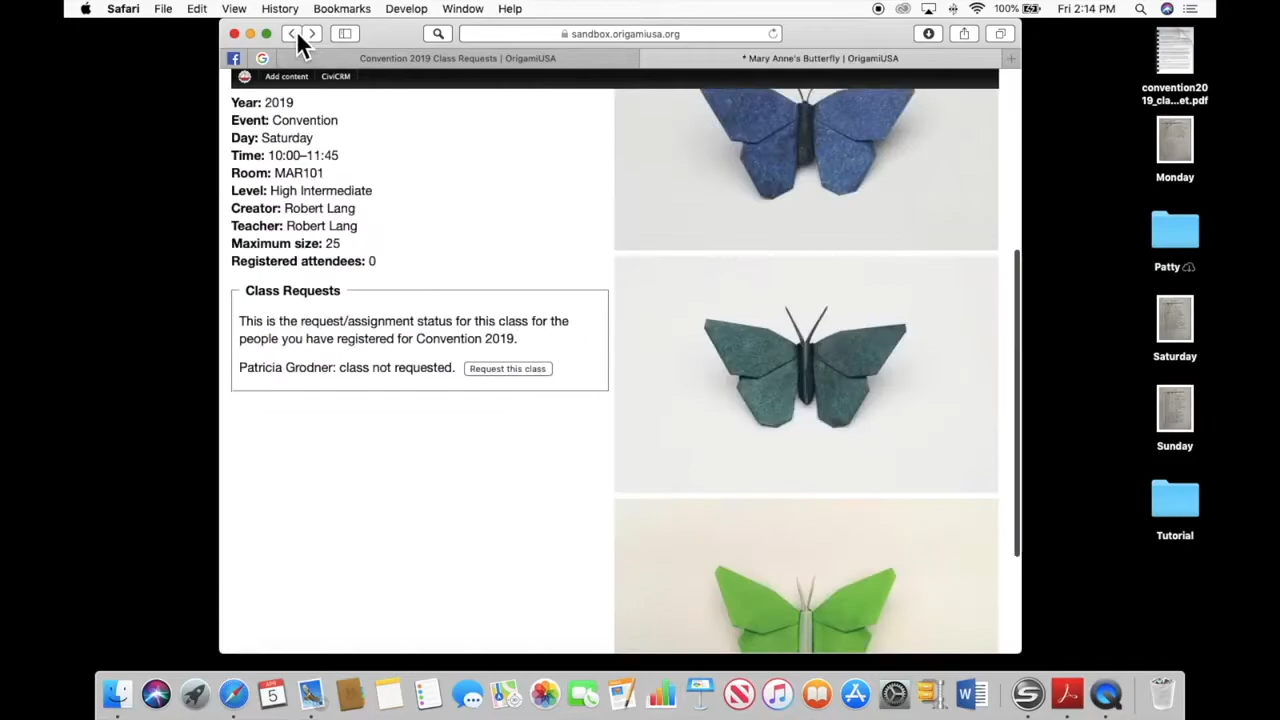 Safari File Edit View History Bookmarks Develop Window Help 100% Fri 2:14 PM
sandbox.origamiusa.org
Convention 2019 Class Requests | OrigamiUSA
* Mary Anne's Butterfly | OrigamiUSA
Add content CiviCRM
Year: 2019
Event: Convention
Day: Saturday
Time: 10:00–11:45
Room: MAR101
Level: High Intermediate
Creator: Robert Lang
Teacher: Robert Lang
Maximum size: 25
Registered attendees: 0
Class Requests
This is the request/assignment status for this class for the
people you have registered for Convention 2019.
Patricia Grodner: class not requested. Request this class
convention20
19_cla...et.pdf
Monday
Patty
Saturday
Sunday
Tutorial
5